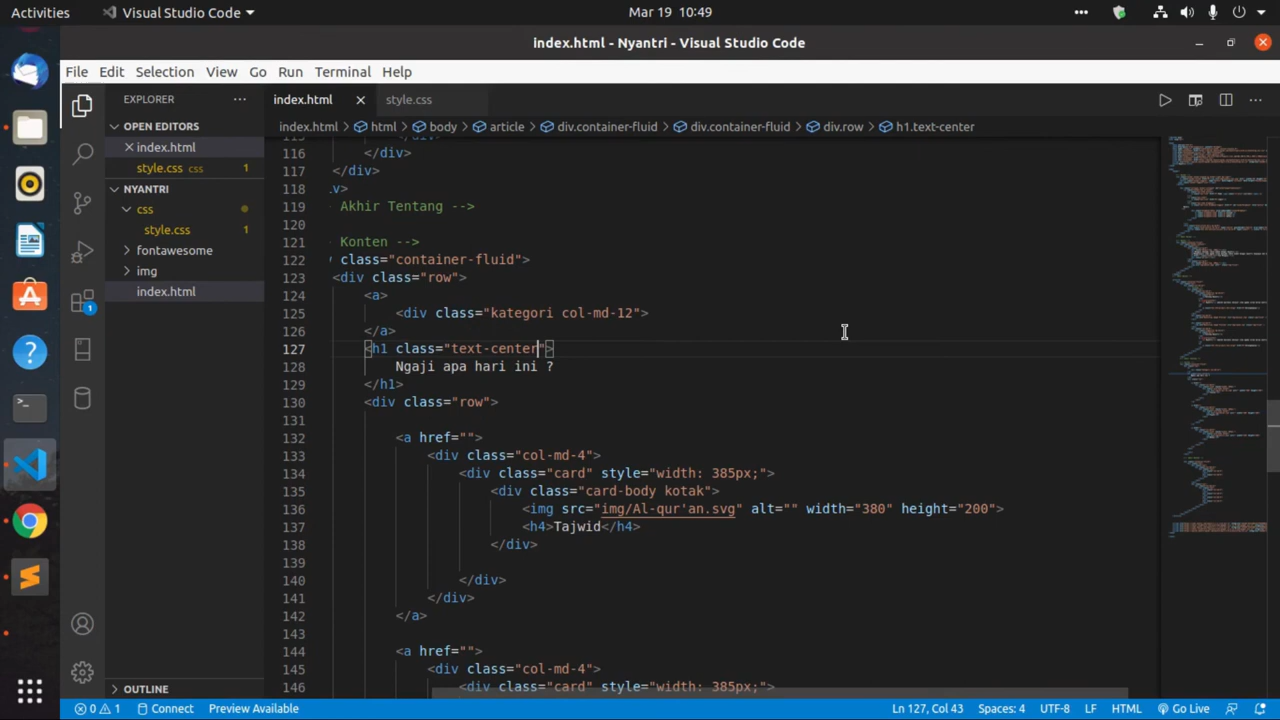 Activities
Visual Studio Code
Mar 19 10:49
index.html - Nyantri - Visual Studio Code
File Edit Selection View Go Run Terminal Help
EXPLORER
OPEN EDITORS
index.html
style.css css 1
NYANTRI
css
style.css 1
fontawesome
img
index.html
OUTLINE
1
index.html style.css
index.html > html > body > article > div.container-fluid > div.container-fluid > div.row > h1.text-center
116 </div>
117 </div>
118 iv>
119 Akhir Tentang -->
120
121 Konten -->
122 class="container-fluid">
123 <div class="row">
124 <a>
125 <div class="kategori col-md-12">
126 </a>
127 <h1 class="text-center">
128 Ngaji apa hari ini ?
129 </h1>
130 <div class="row">
131
132 <a href="">
133 <div class="col-md-4">
134 <div class="card" style="width: 385px;">
135 <div class="card-body kotak">
136 <img src="img/Al-qur'an.svg" alt="" width="380" height="200">
137 <h4>Tajwid</h4>
138 </div>
139
140 </div>
141 </div>
142 </a>
143
144 <a href="">
145 <div class="col-md-4">
146 <div class="card" style="width: 385px;">
0 1 Connect Preview Available Ln 127, Col 43 Spaces: 4 UTF-8 LF HTML Go Live